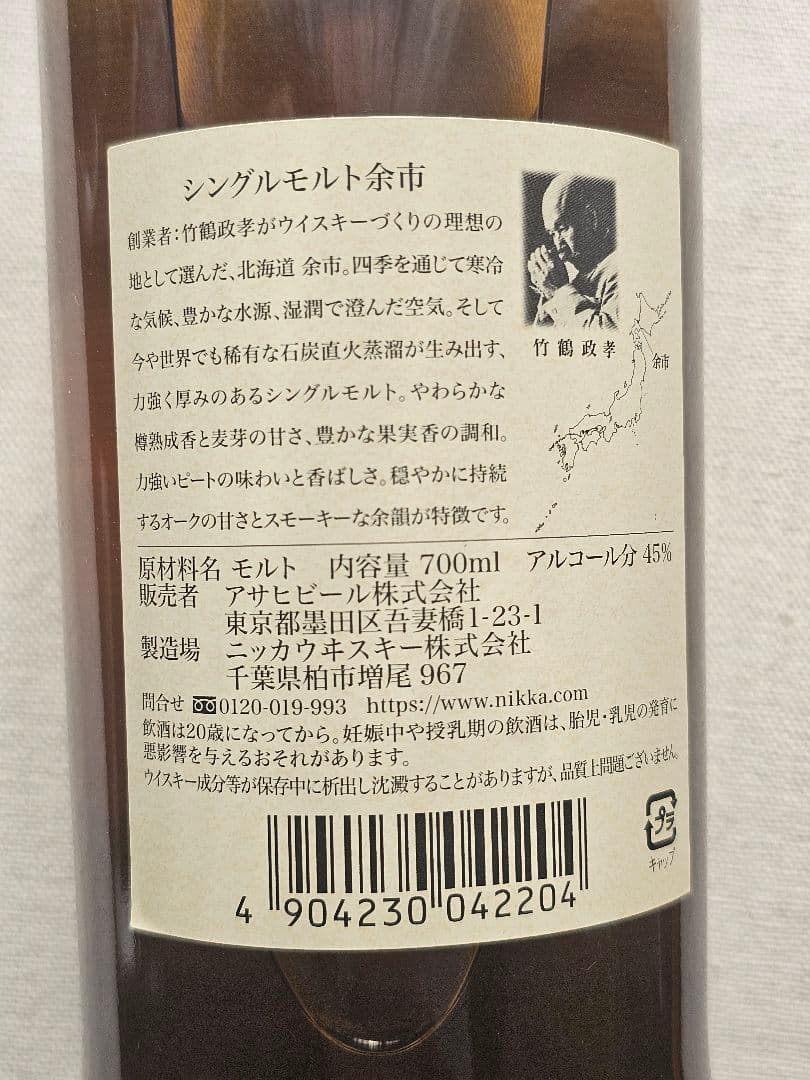 シングルモルト余市
創業者：竹鶴政孝がウイスキーづくりの理想の
地として選んだ、北海道 余市。四季を通じて寒冷
な気候、豊かな水源、湿潤で澄んだ空気。そして
今や世界でも稀有な石炭直火蒸溜が生み出す、
力強く厚みのあるシングルモルト。やわらかな
樽熟成香と麦芽の甘さ、豊かな果実香の調和。
力強いピートの味わいと香ばしさ。穏やかに持続
するオークの甘さとスモーキーな余韻が特徴です。
竹鶴政孝
余市
原材料名 モルト 内容量 700ml アルコール分 45%
販売者 アサヒビール株式会社
東京都墨田区吾妻橋1-23-1
製造場 ニッカウヰスキー株式会社
千葉県柏市増尾 967
問合せ 0120-019-993 https://www.nikka.com
飲酒は20歳になってから。妊娠中や授乳期の飲酒は、胎児・乳児の発育に
悪影響を与えるおそれがあります。
ウイスキー成分等が保存中に析出し沈澱することがありますが、品質上問題ございません。
プラ
キャップ
4 904230 042204